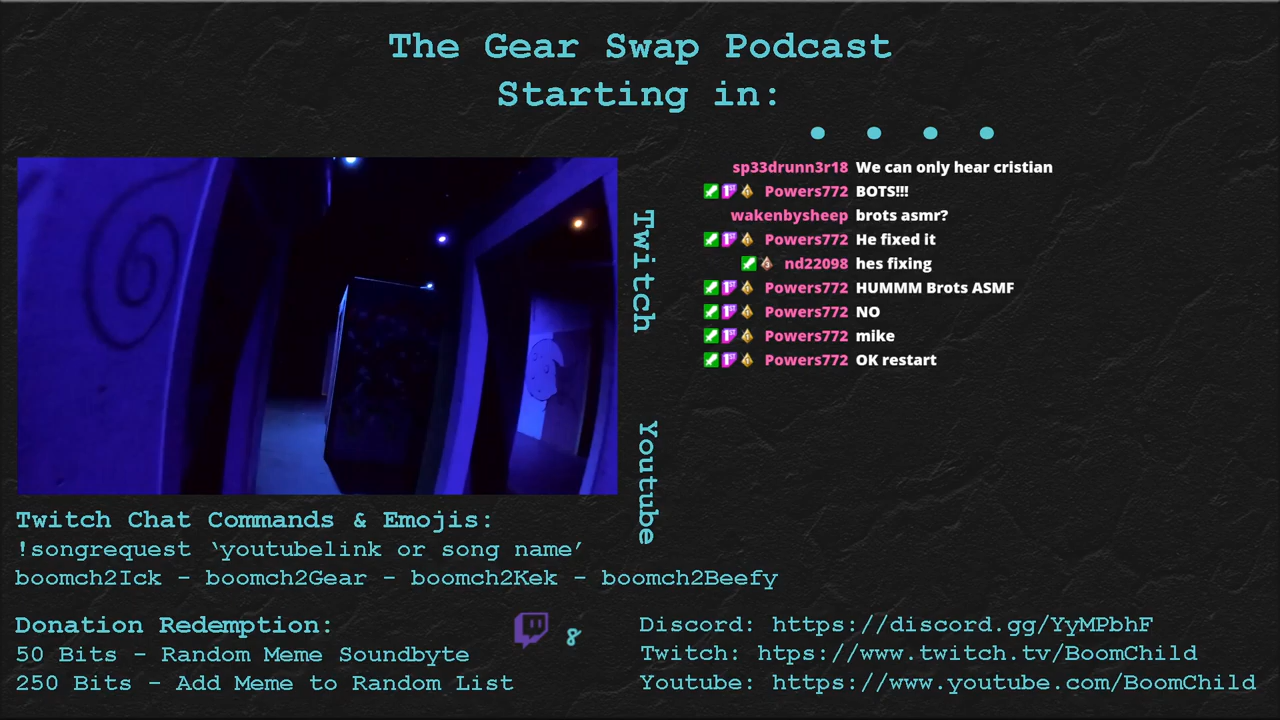 The Gear Swap Podcast
Starting in:
sp33drunn3r18 We can only hear cristian
Powers772 BOTS!!!
wakenbysheep brots asmr?
Powers772 He fixed it
nd22098 hes fixing
Powers772 HUMMM Brots ASMF
Powers772 NO
Powers772 mike
Powers772 OK restart
Twitch
Youtube
Twitch Chat Commands & Emojis:
!songrequest ‘youtubelink or song name’
boomch2Ick - boomch2Gear - boomch2Kek - boomch2Beefy
Donation Redemption:
50 Bits - Random Meme Soundbyte
250 Bits - Add Meme to Random List
8
Discord: https://discord.gg/YyMPbhF
Twitch: htps://www.twitch.tv/BoomChild
Youtube: https://www.youtube.com/BoomChild